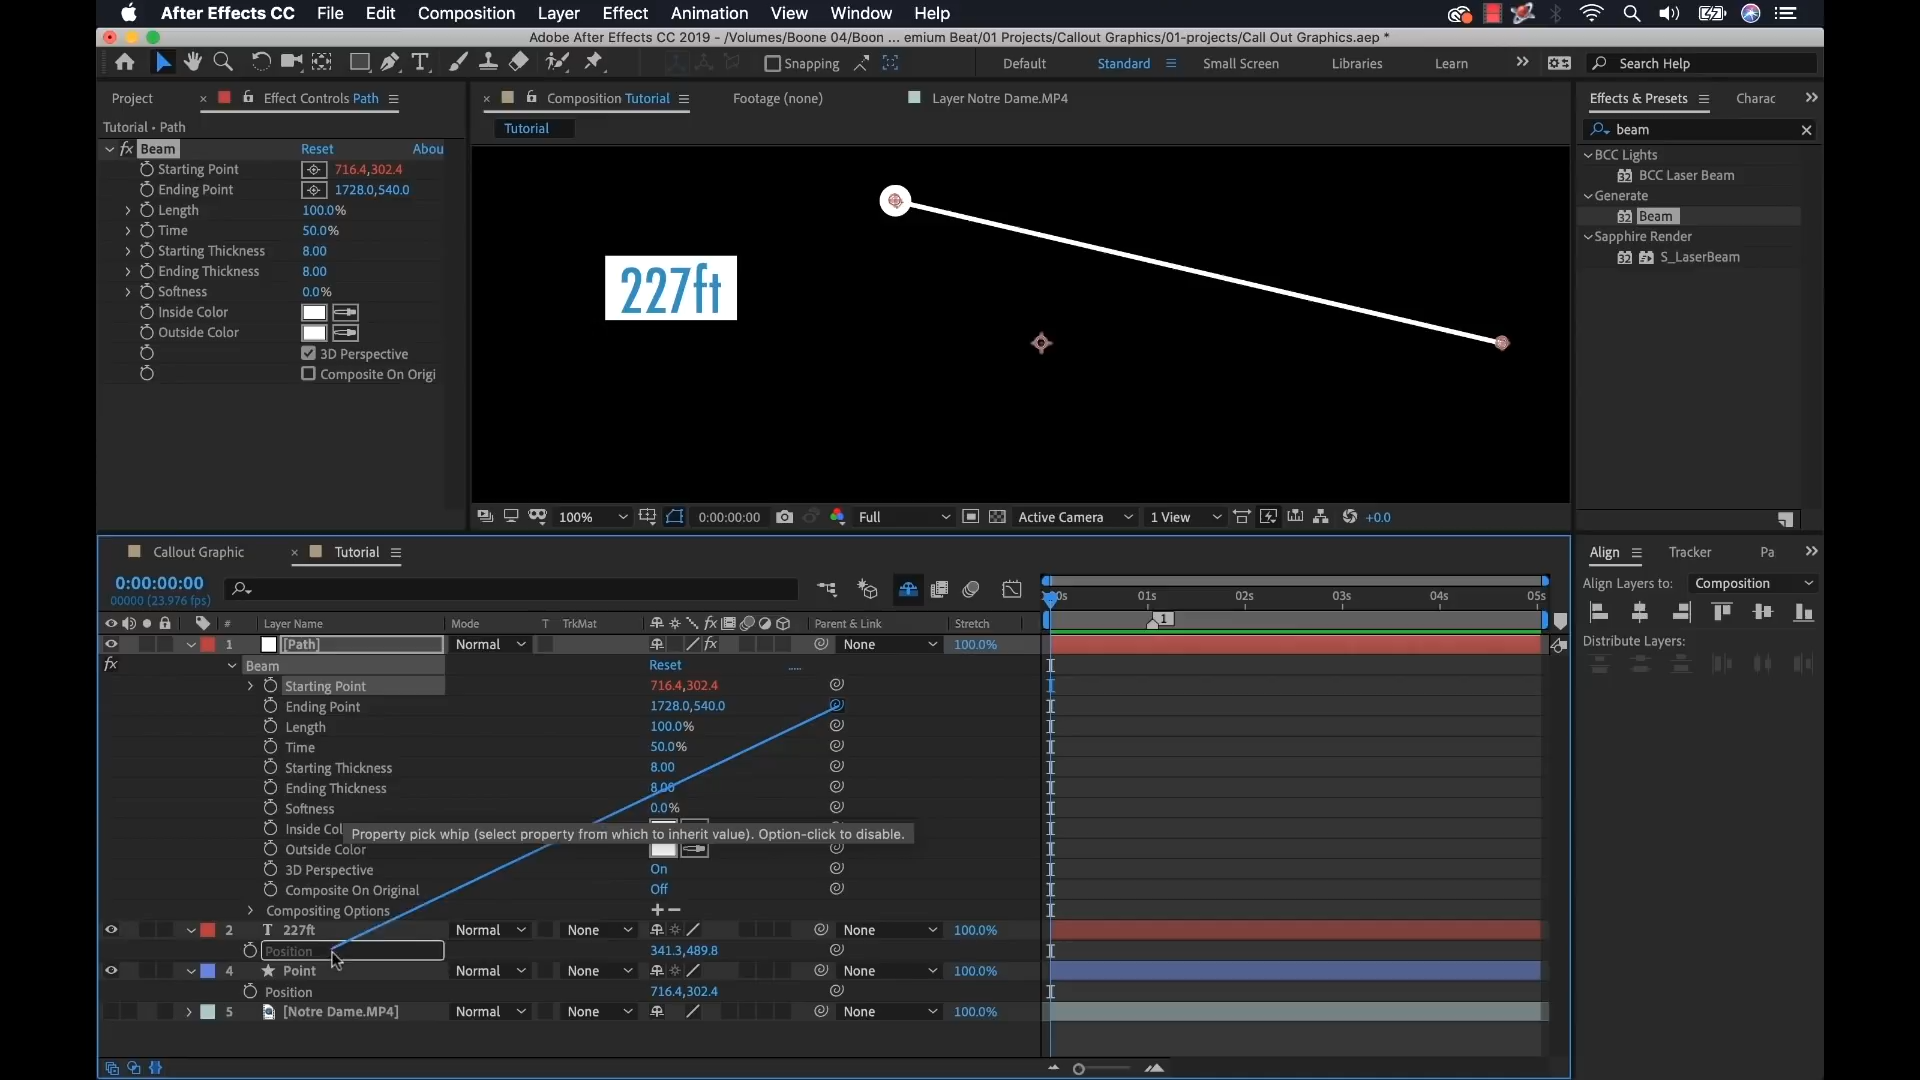 After Effects CC File Edit Composition Layer Effect Animation View Window Help
Adobe After Effects CC 2019 - /Volumes/Boone 04/Boon ... emium Beat/01 Projects/Callout Graphics/01-projects/Call Out Graphics.aep *
T Snapping Default Standard Small Screen Libraries Learn Search Help
Project Effect Controls Path Composition Tutorial Footage (none) Layer Notre Dame.MP4 Effects & Presets Charac
Tutorial • Path
Tutorial
beam
fx Beam Reset Abou
Starting Point 716.4,302.4
Ending Point 1728.0,540.0
Length 100.0%
Time 50.0%
Starting Thickness 8.00
Ending Thickness 8.00
Softness 0.0%
Inside Color
Outside Color
3D Perspective
Composite On Origi
227ft
BCC Lights
BCC Laser Beam
Generate
Beam
Sapphire Render
S_LaserBeam
100% 0:00:00:00 Full Active Camera 1 View +0.0
Callout Graphic Tutorial
0:00:00:00
00000 (23.976 fps)
:00s 01s 02s 03s 04s 05s
1
# Layer Name Mode T TrkMat fx Parent & Link Stretch
1 [Path] Normal fx None 100.0%
fx Beam Reset .....
Starting Point 716.4,302.4
Ending Point 1728.0,540.0
Length 100.0%
Time 50.0%
Starting Thickness 8.00
Ending Thickness 8.00
Softness 0.0%
Inside Col
Property pick whip (select property from which to inherit value). Option-click to disable.
Outside Color
3D Perspective On
Composite On Original Off
Compositing Options
2 T 227ft Normal None None 100.0%
Position 341.3,489.8
4 Point Normal None None 100.0%
Position 716.4,302.4
5 [Notre Dame.MP4] Normal None None 100.0%
Align Tracker Pa
Align Layers to: Composition
Distribute Layers: